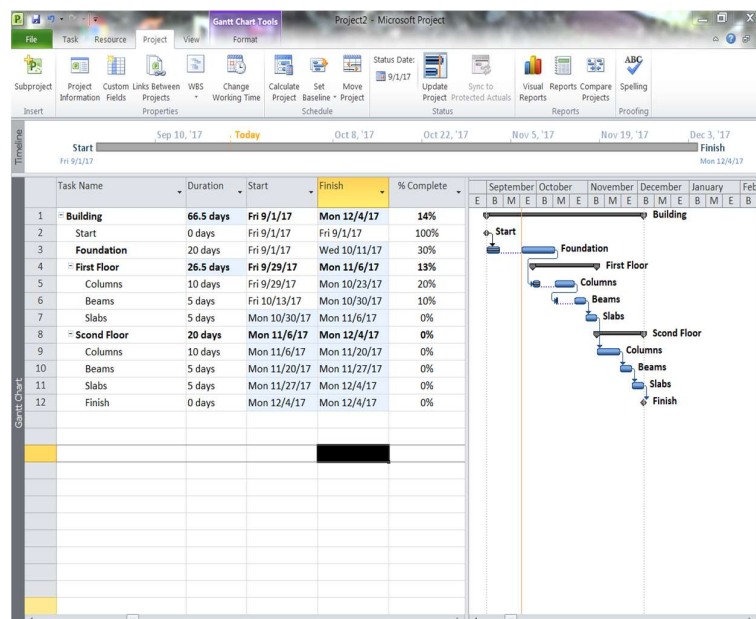 Gantt Chart Tools
Project2 - Microsoft Project
File Task Resource Project View Format
Subproject
Project Information
Custom Fields
Links Between Projects
WBS
Change Working Time
Calculate Project
Set Baseline
Move Project
Status Date:
9/1/17
Update Project
Sync to Protected Actuals
Visual Reports
Reports
Compare Projects
ABC
Spelling
Insert Properties Schedule Status Reports Proofing
Timeline
Sep 10, '17 Today Oct 8, '17 Oct 22, '17 Nov 5, '17 Nov 19, '17 Dec 3, '17
Start Finish
Fri 9/1/17 Mon 12/4/17
Task Name Duration Start Finish % Complete
September October November December January Feb
E B M E B M E B M E B M E B M E B
1 Building 66.5 days Fri 9/1/17 Mon 12/4/17 14% Building
2 Start 0 days Fri 9/1/17 Fri 9/1/17 100% Start
3 Foundation 20 days Fri 9/1/17 Wed 10/11/17 30% Foundation
4 First Floor 26.5 days Fri 9/29/17 Mon 11/6/17 13% First Floor
5 Columns 10 days Fri 9/29/17 Mon 10/23/17 20% Columns
6 Beams 5 days Fri 10/13/17 Mon 10/30/17 10% Beams
7 Slabs 5 days Mon 10/30/17 Mon 11/6/17 0% Slabs
8 Scond Floor 20 days Mon 11/6/17 Mon 12/4/17 0% Scond Floor
9 Columns 10 days Mon 11/6/17 Mon 11/20/17 0% Columns
10 Beams 5 days Mon 11/20/17 Mon 11/27/17 0% Beams
11 Slabs 5 days Mon 11/27/17 Mon 12/4/17 0% Slabs
12 Finish 0 days Mon 12/4/17 Mon 12/4/17 0% Finish
Gantt Chart